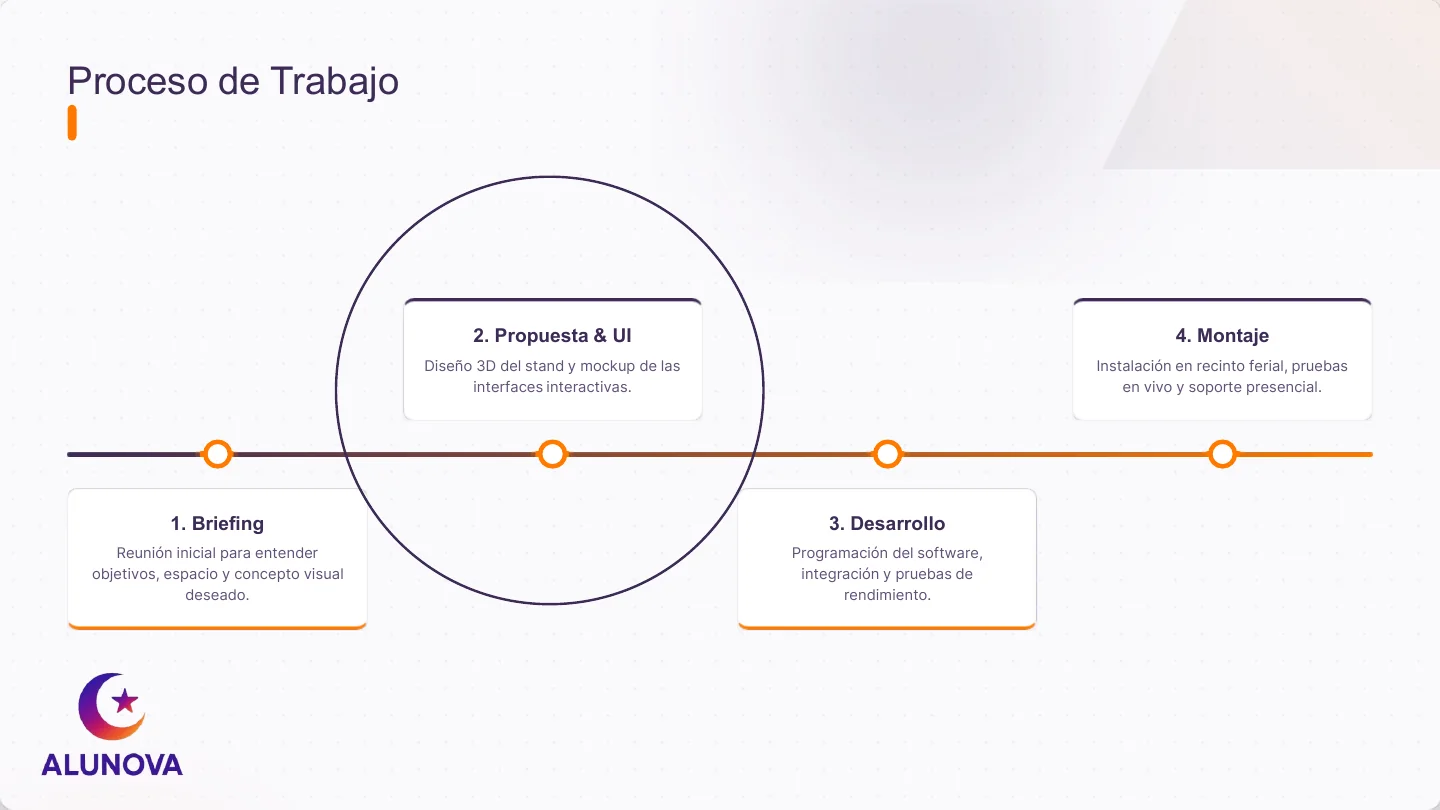 Proceso de Trabajo
1. Briefing
Reunión inicial para entender
objetivos, espacio y concepto visual
deseado.
2. Propuesta & UI
Diseño 3D del stand y mockup de las
interfaces interactivas.
3. Desarrollo
Programación del software,
integración y pruebas de
rendimiento.
4. Montaje
Instalación en recinto ferial, pruebas
en vivo y soporte presencial.
ALUNOVA